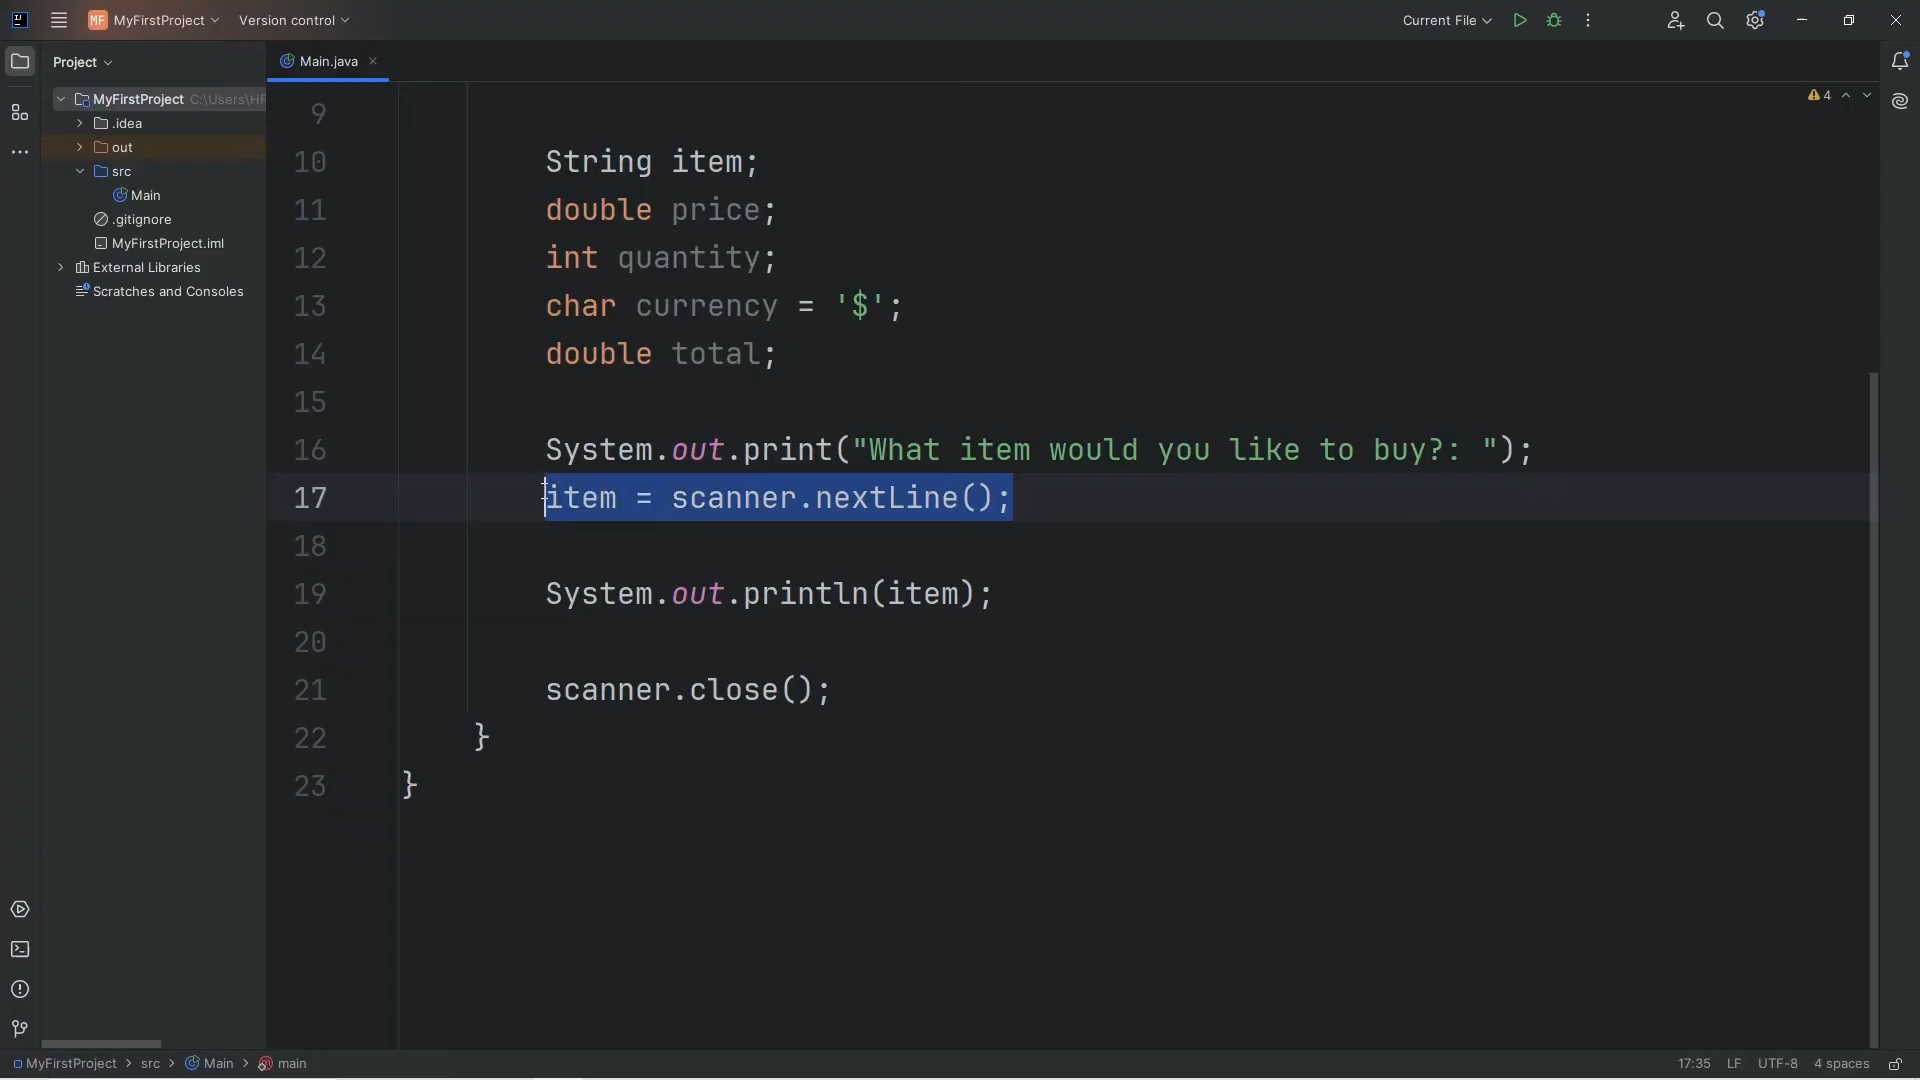 MF MyFirstProject Version control Current File
Project Main.java
MyFirstProject C:\Users\HP 4
.idea
out
src
Main
.gitignore
MyFirstProject.iml
External Libraries
Scratches and Consoles
9
10 String item;
11 double price;
12 int quantity;
13 char currency = '$';
14 double total;
15
16 System.out.print("What item would you like to buy?: ");
17 item = scanner.nextLine();
18
19 System.out.println(item);
20
21 scanner.close();
22 }
23 }
MyFirstProject > src > Main > main 17:35 LF UTF-8 4 spaces